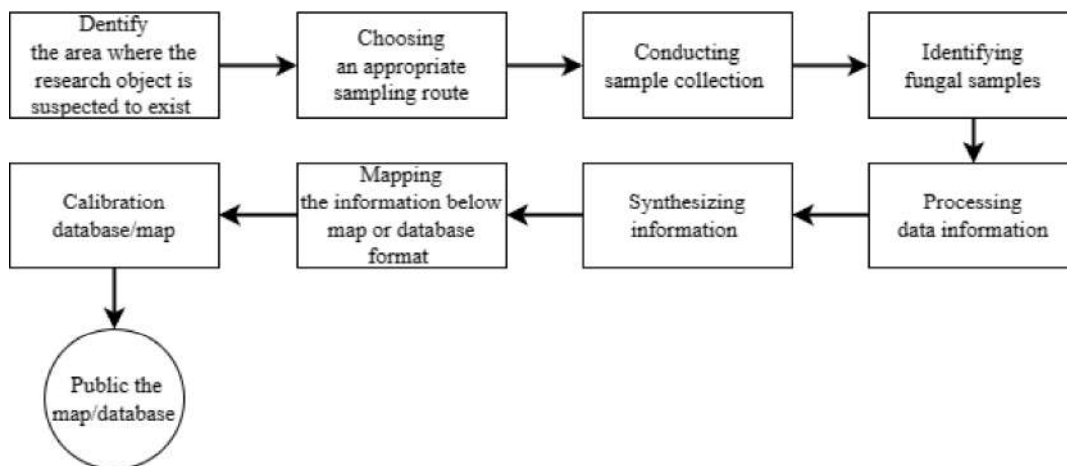 Dentify
the area where the
research object is
suspected to exist
Choosing
an appropriate
sampling route
Conducting
sample collection
Identifying
fungal samples
Processing
data information
Synthesizing
information
Mapping
the information below
map or database
format
Calibration
database/map
Public the
map/database